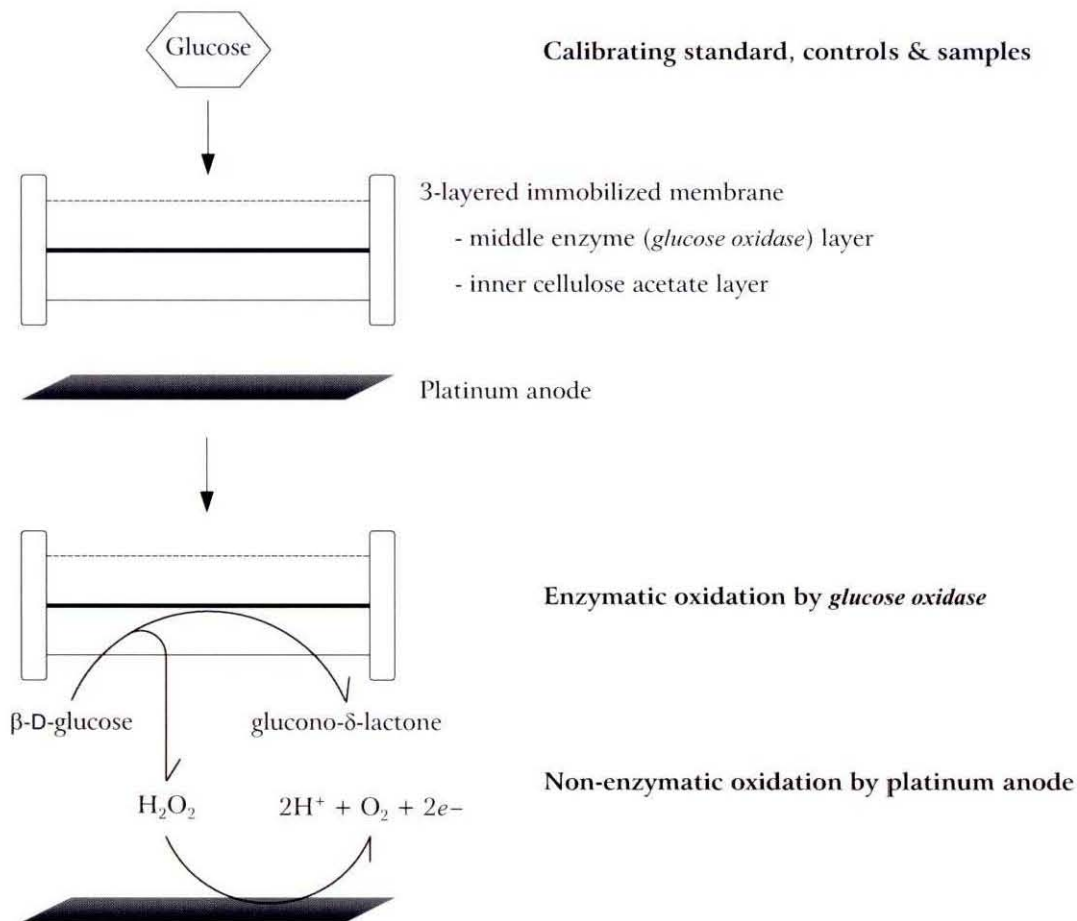 Glucose
Calibrating standard, controls & samples
3-layered immobilized membrane
- middle enzyme (glucose oxidase) layer
- inner cellulose acetate layer
Platinum anode
Enzymatic oxidation by glucose oxidase
β-D-glucose
glucono-δ-lactone
Non-enzymatic oxidation by platinum anode
H₂O₂
2H⁺ + O₂ + 2e–